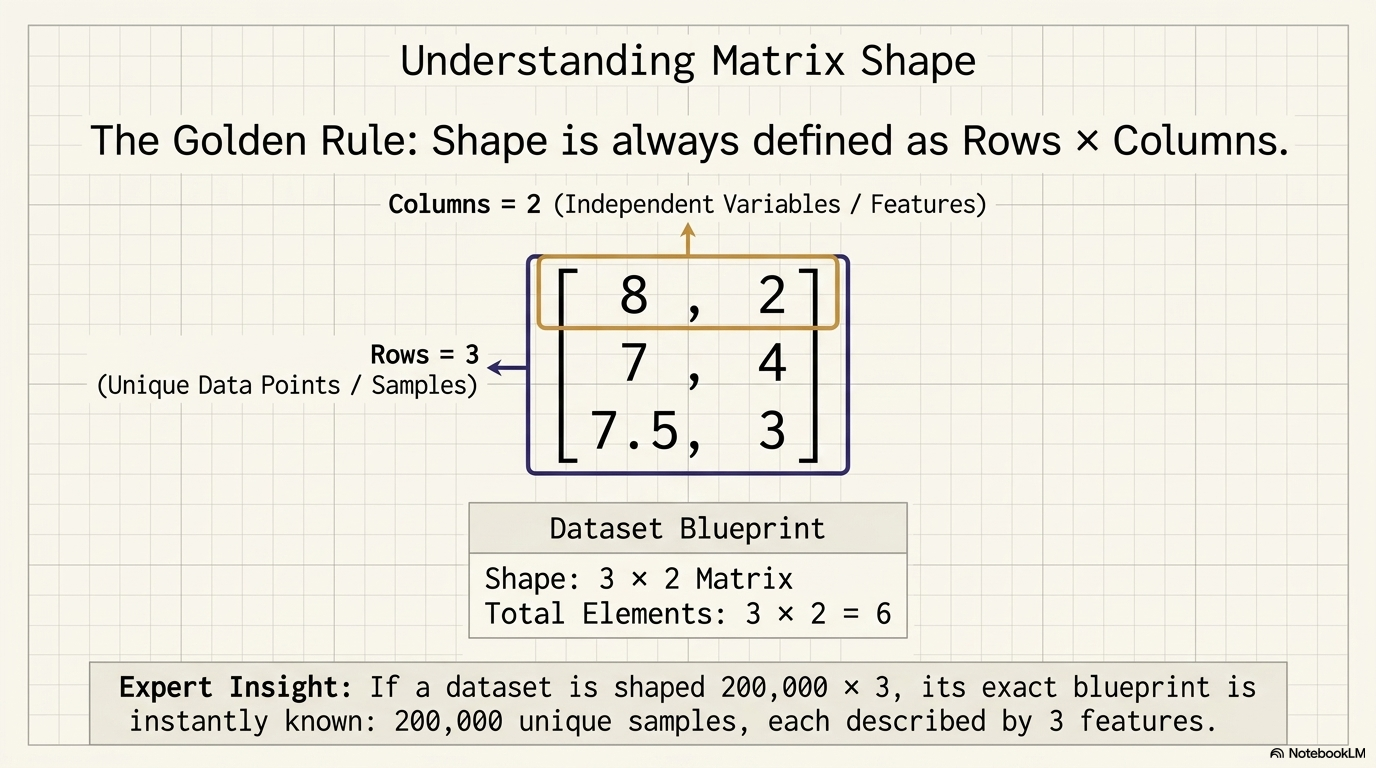 Understanding Matrix Shape
The Golden Rule: Shape is always defined as Rows × Columns.
Columns = 2 (Independent Variables / Features)
8 , 2
Rows = 3
(Unique Data Points / Samples)
7 , 4
7.5, 3
Dataset Blueprint
Shape: 3 × 2 Matrix
Total Elements: 3 × 2 = 6
Expert Insight: If a dataset is shaped 200,000 × 3, its exact blueprint is
instantly known: 200,000 unique samples, each described by 3 features.
NotebookLM